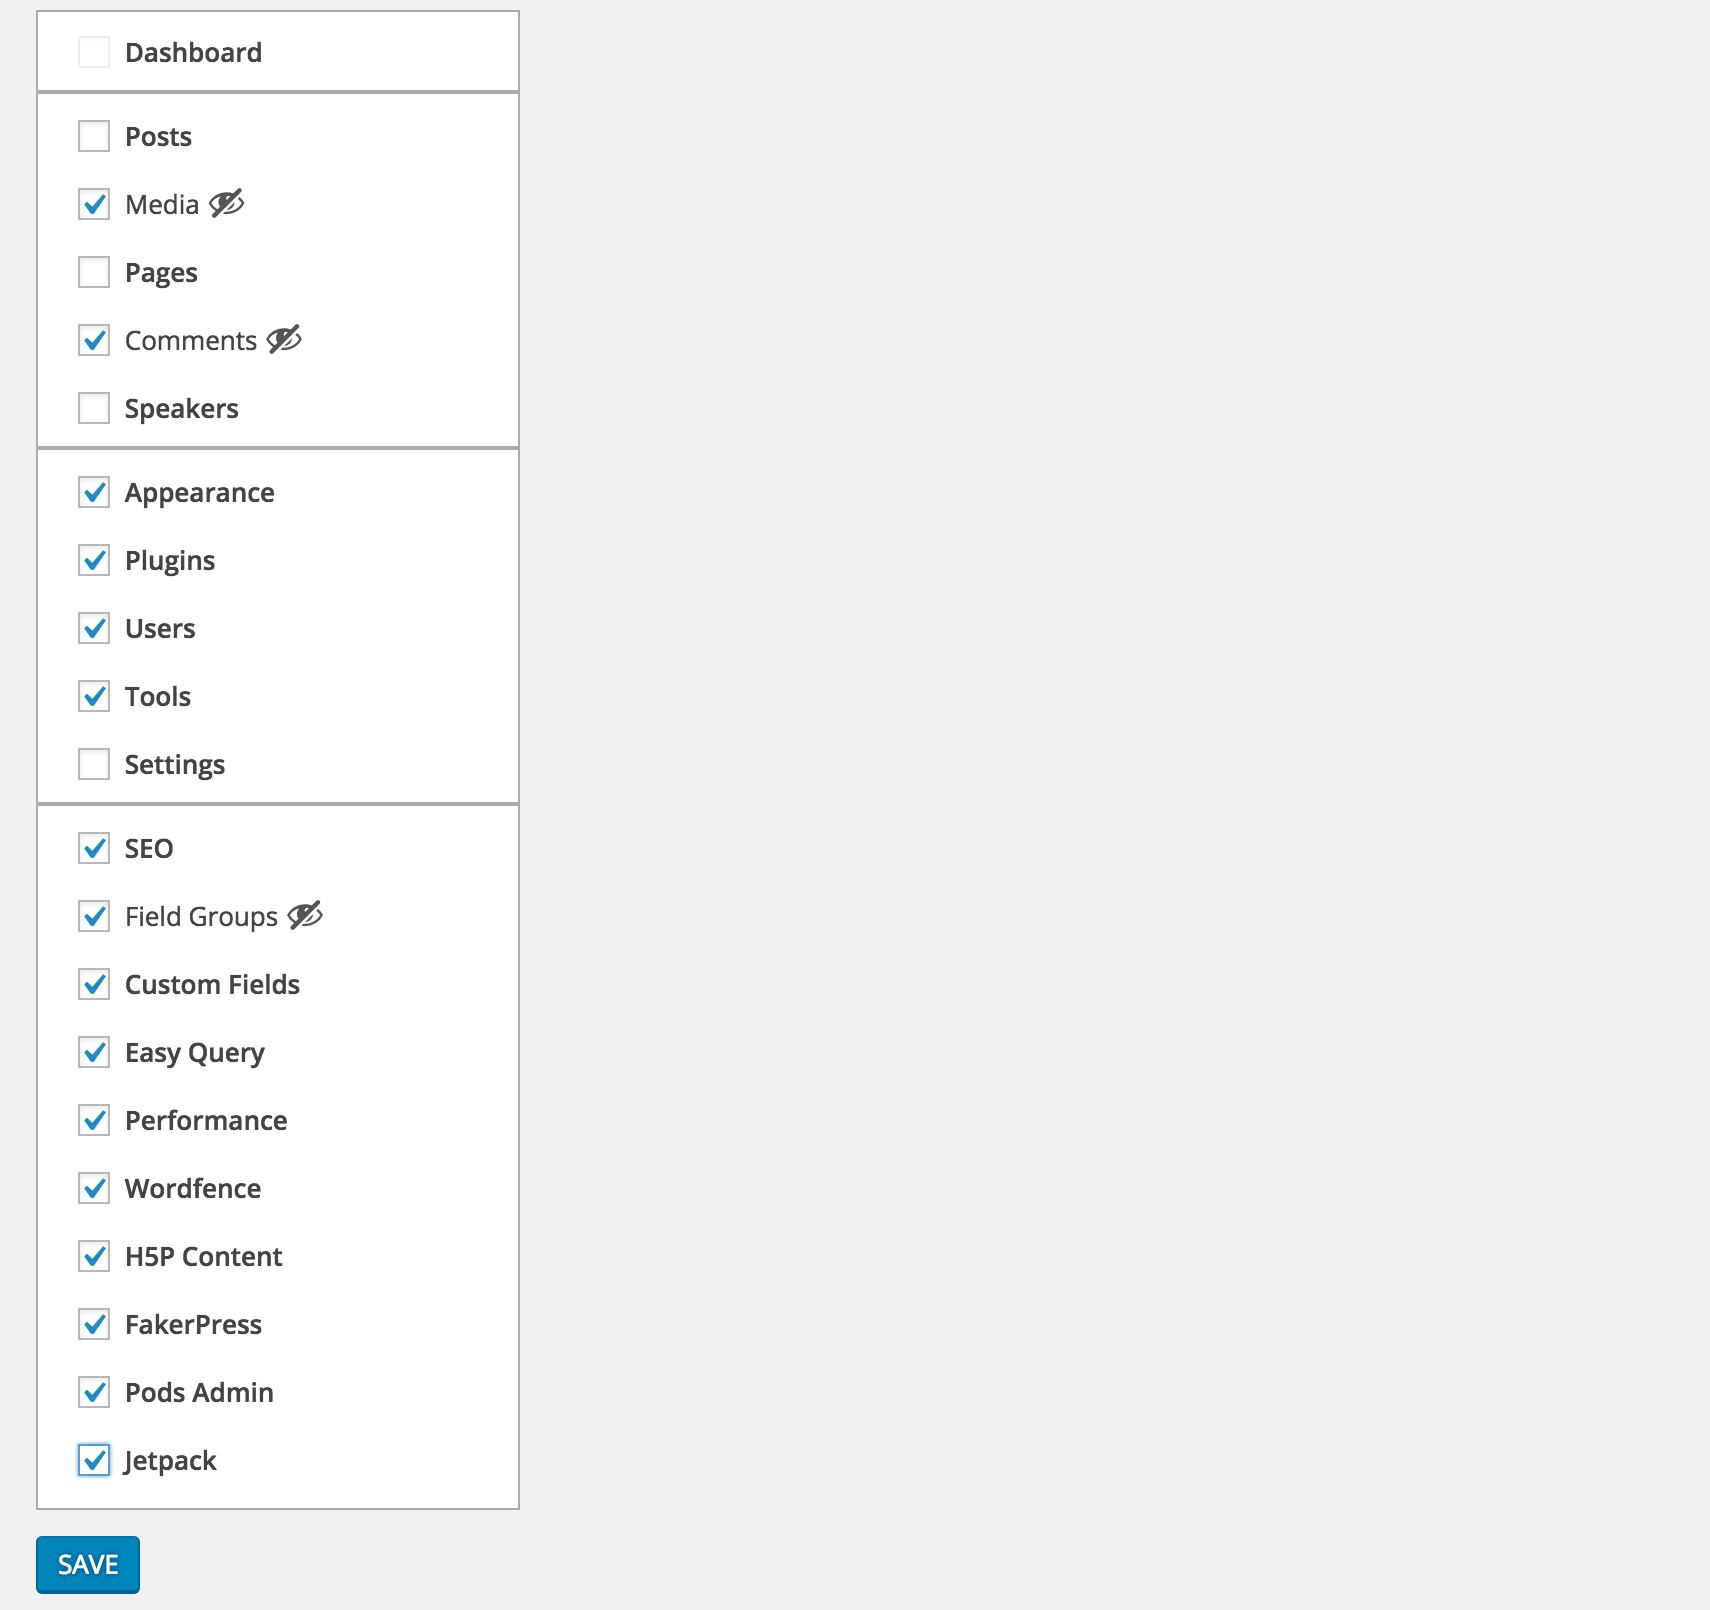 Dashboard
Posts
Media
Pages
Comments
Speakers
Appearance
Plugins
Users
Tools
Settings
SEO
Field Groups
Custom Fields
Easy Query
Performance
Wordfence
H5P Content
FakerPress
Pods Admin
Jetpack
SAVE